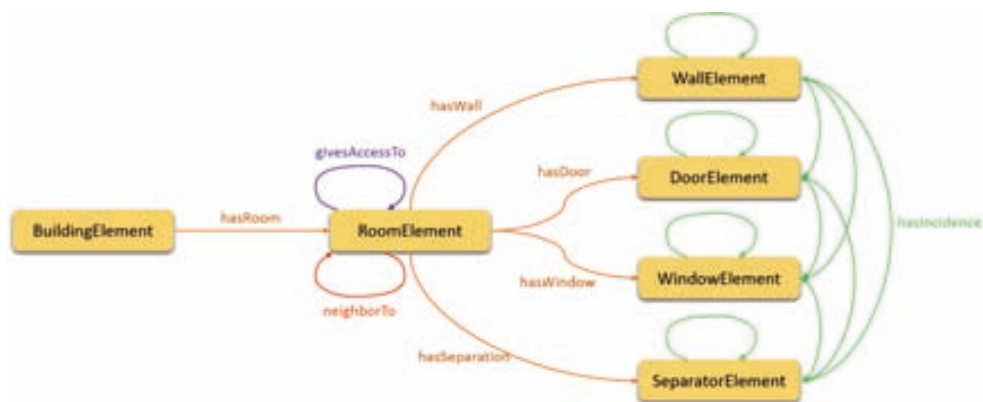 WallElement
hasWall
givesAccessTo
hasDoor
DoorElement
hasRoom
BuildingElement
RoomElement
hasIncidence
hasWindow
WindowElement
neighborTo
hasSeparation
SeparatorElement